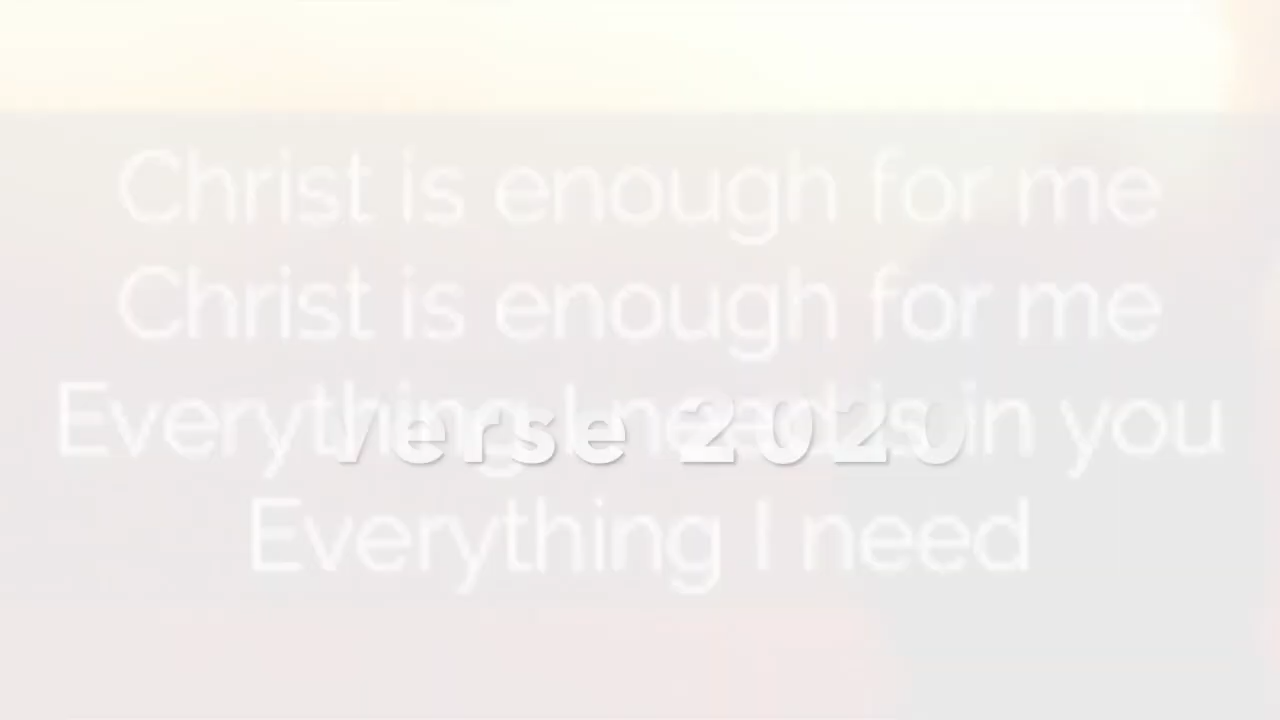 Christ is enough for me
Christ is enough for me
Everything I need is in you
verse 2020
Everything I need